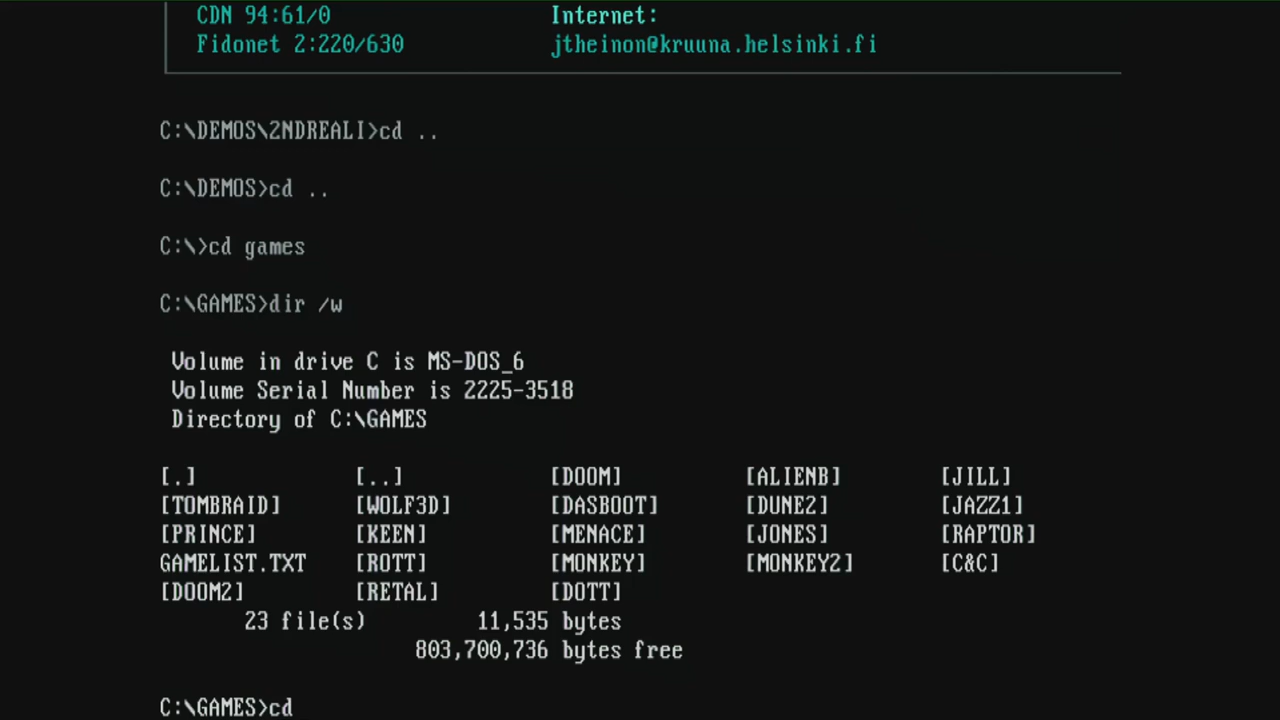 CDN 94:61/0 Internet:
Fidonet 2:220/630 jtheinon@kruuna.helsinki.fi
C:\DEMOS\2NDREALI>cd ..
C:\DEMOS>cd ..
C:\>cd games
C:\GAMES>dir /w
Volume in drive C is MS-DOS_6
Volume Serial Number is 2225-3518
Directory of C:\GAMES
[.] [..] [DOOM] [ALIENB] [JILL]
[TOMBRAID] [WOLF3D] [DASBOOT] [DUNE2] [JAZZ1]
[PRINCE] [KEEN] [MENACE] [JONES] [RAPTOR]
GAMELIST.TXT [ROTT] [MONKEY] [MONKEY2] [C&C]
[DOOM2] [RETAL] [DOTT]
23 file(s) 11,535 bytes
803,700,736 bytes free
C:\GAMES>cd